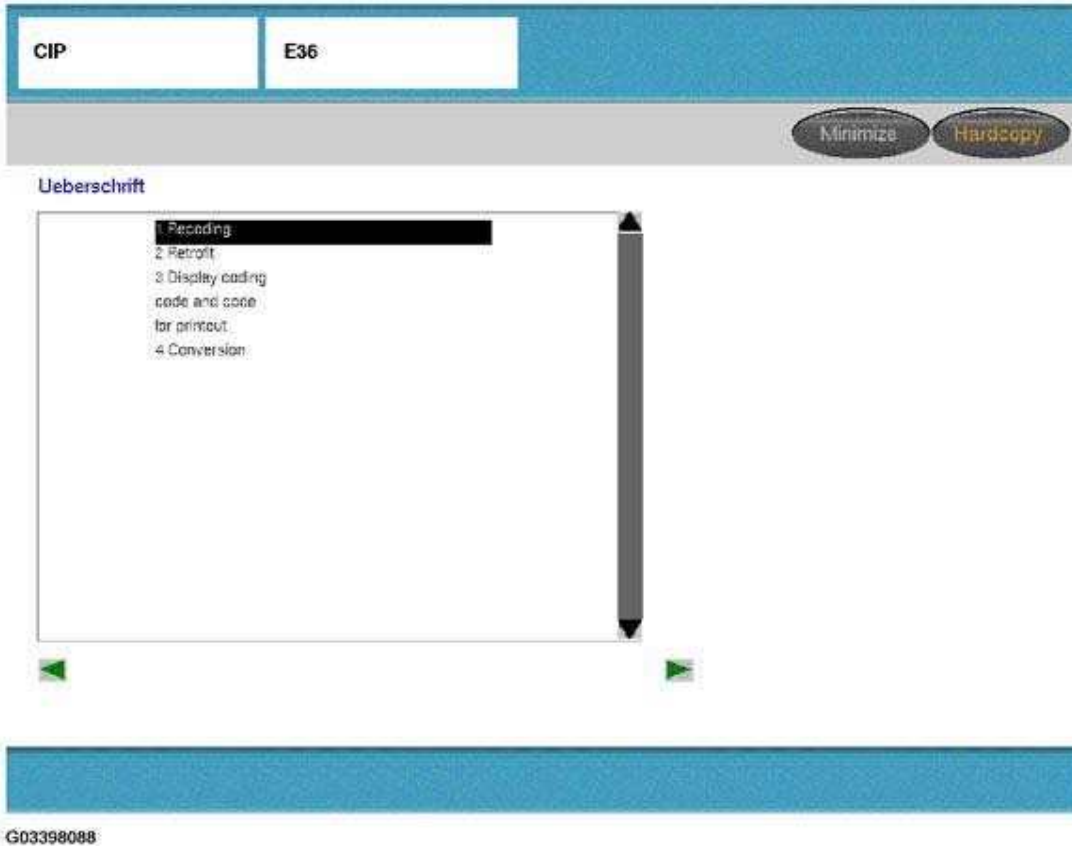 CIP
E36
Minimize
Hardcopy
Ueberschrift
1 Recoding
2 Retrofit
3 Display coding
code and code
for printout
4 Conversion
G03398088